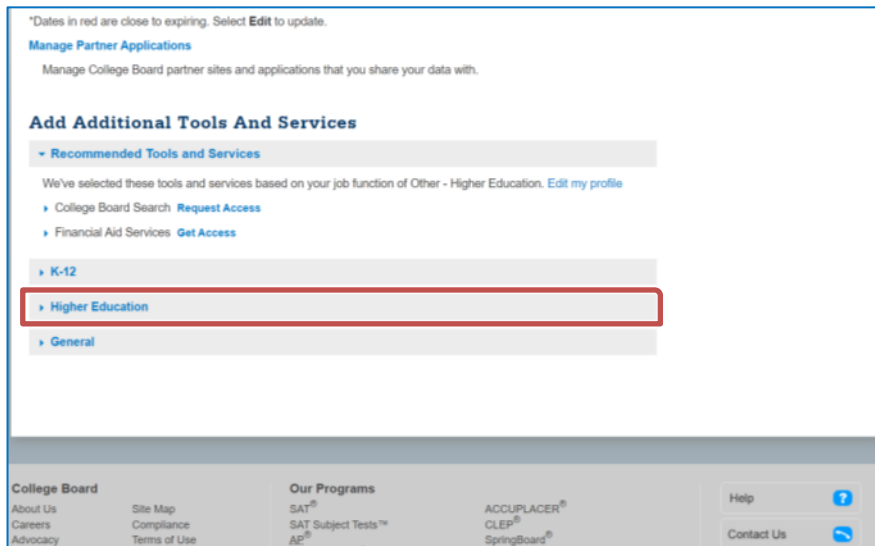 *Dates in red are close to expiring. Select Edit to update.
Manage Partner Applications
Manage College Board partner sites and applications that you share your data with.
Add Additional Tools And Services
Recommended Tools and Services
We've selected these tools and services based on your job function of Other - Higher Education. Edit my profile
College Board Search Request Access
Financial Aid Services Get Access
K-12
Higher Education
General
College Board
About Us
Careers
Advocacy
Site Map
Compliance
Terms of Use
Our Programs
SAT®
SAT Subject Tests™
AP®
ACCUPLACER®
CLEP®
SpringBoard®
Help ?
Contact Us